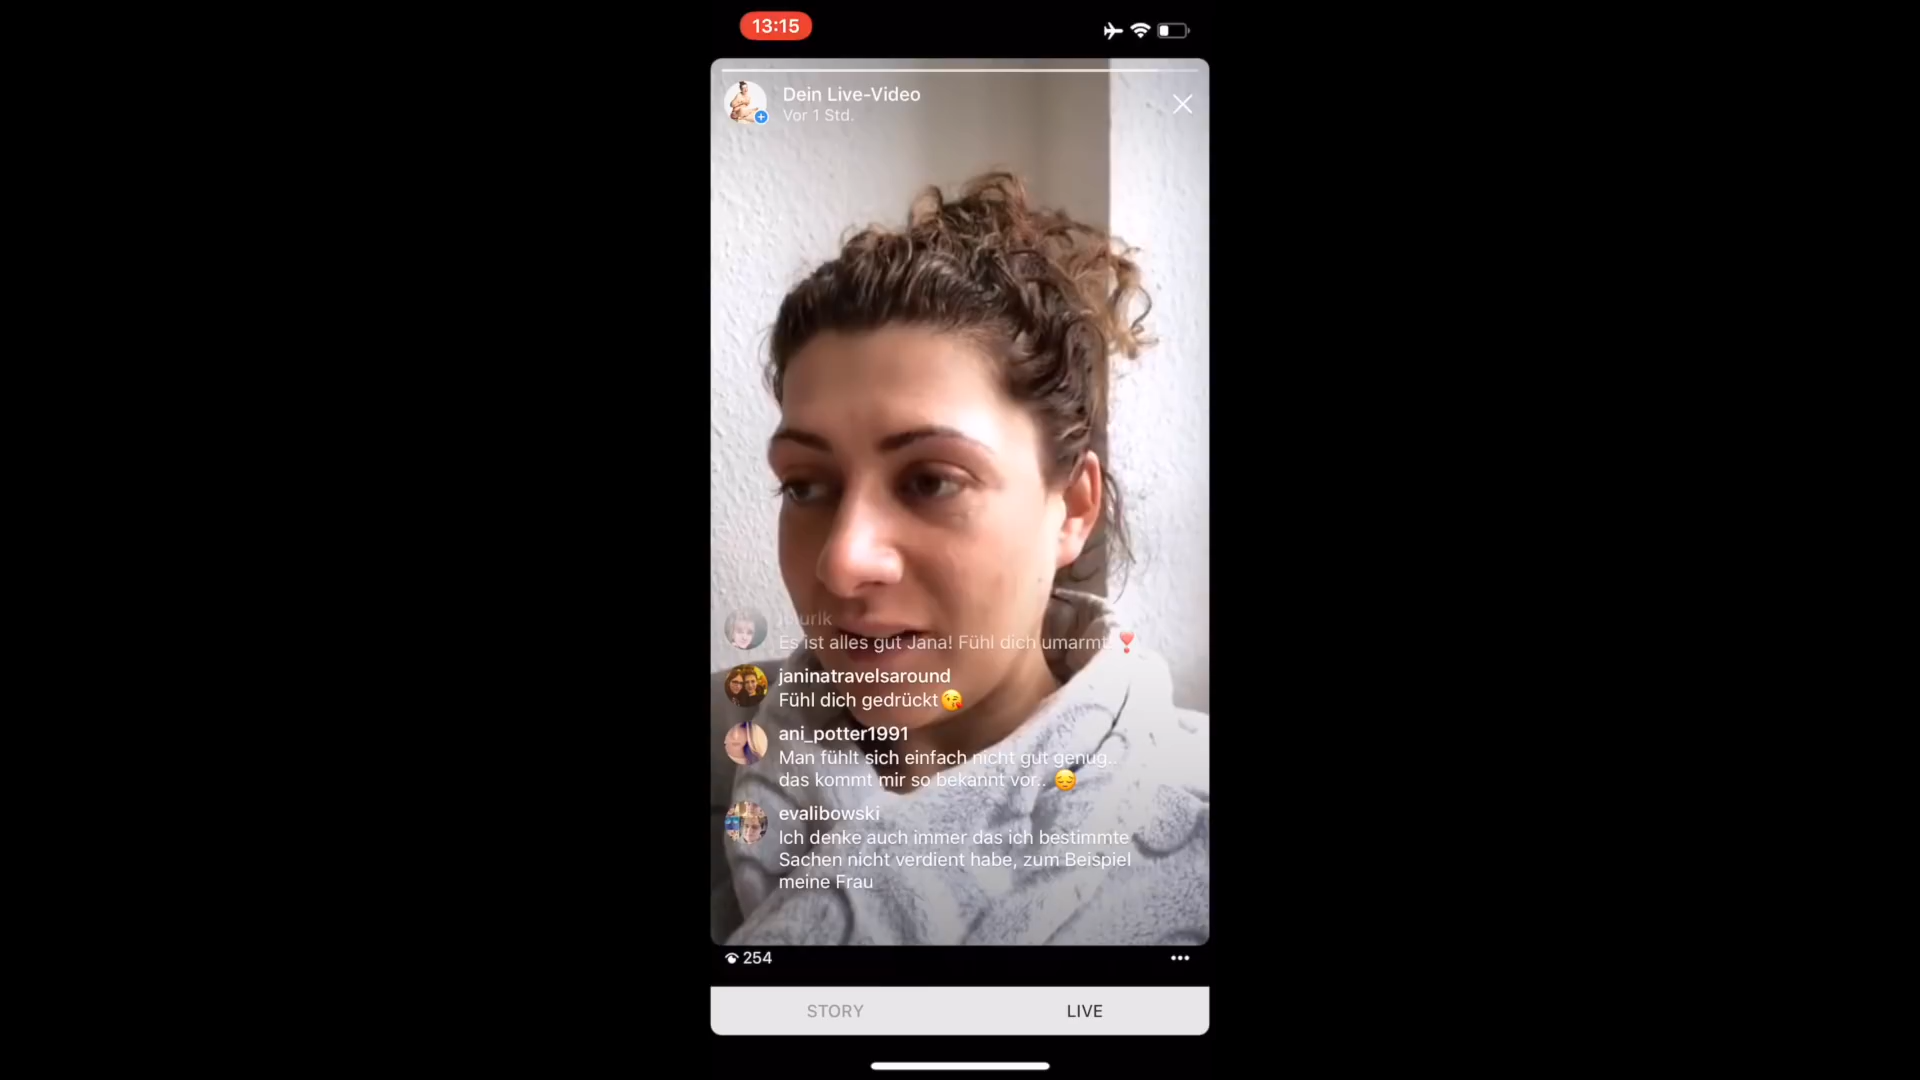 13:15
Dein Live-Video
Vor 1 Std.
Es ist alles gut Jana! Fühl dich umarmt.
janinatravelsaround
Fühl dich gedrückt
ani_potter1991
Man fühlt sich einfach nicht gut genug..
das kommt mir so bekannt vor..
evalibowski
Ich denke auch immer das ich bestimmte
Sachen nicht verdient habe, zum Beispiel
meine Frau
254
STORY
LIVE